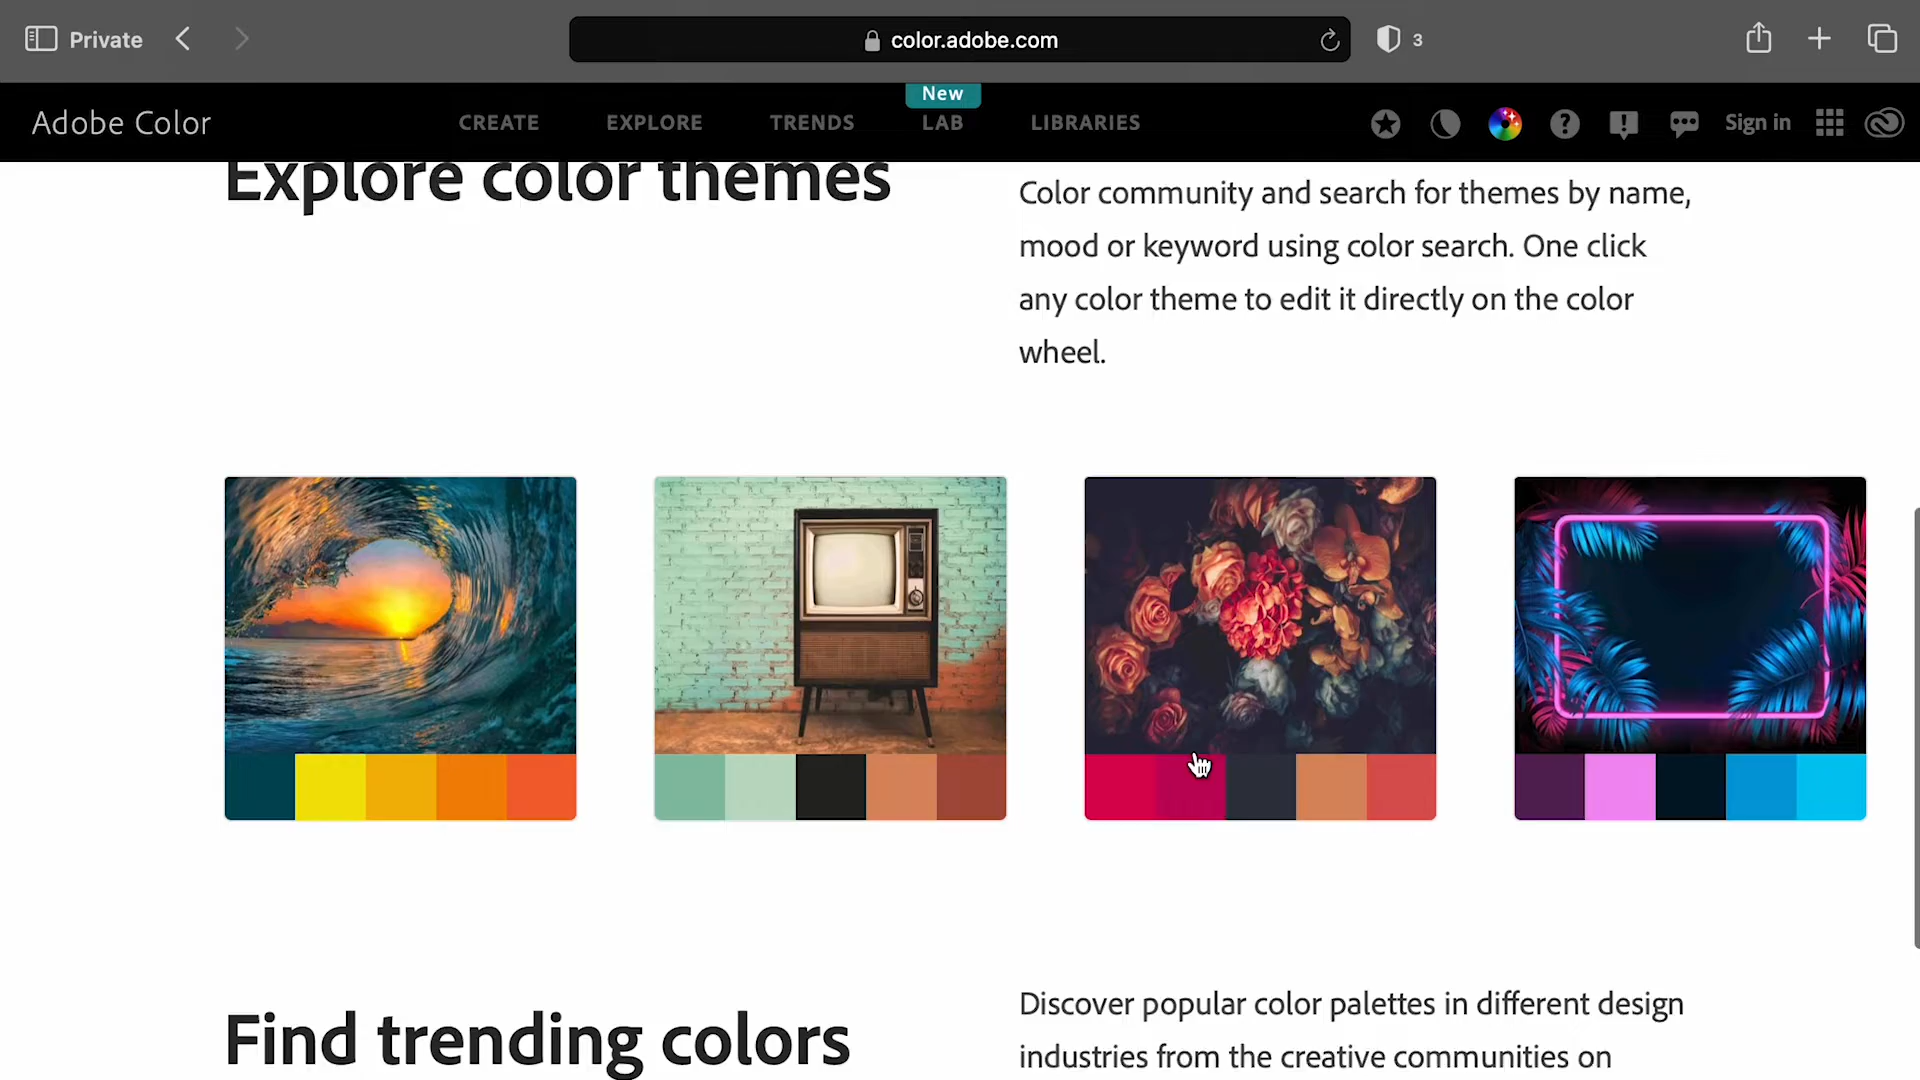 Private
color.adobe.com
3
New
Adobe Color
CREATE
EXPLORE
TRENDS
LAB
LIBRARIES
Sign in
Explore color themes
Color community and search for themes by name,
mood or keyword using color search. One click
any color theme to edit it directly on the color
wheel.
Find trending colors
Discover popular color palettes in different design
industries from the creative communities on